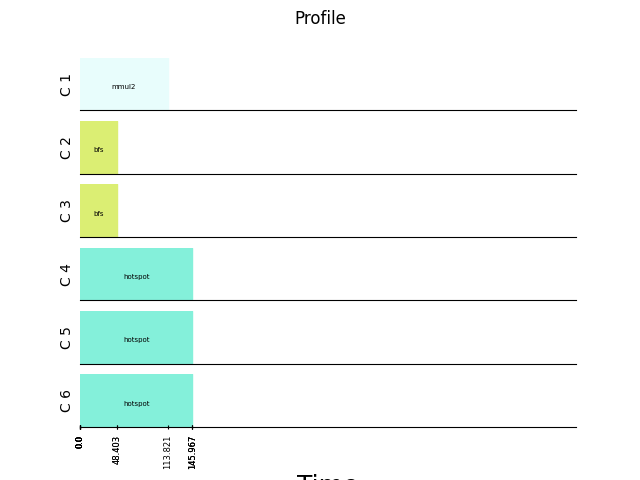 Profile
C 1
mmul2
C 2
bfs
C 3
bfs
C 4
hotspot
C 5
hotspot
C 6
hotspot
0.0
48.403
113.821
145.967
Time